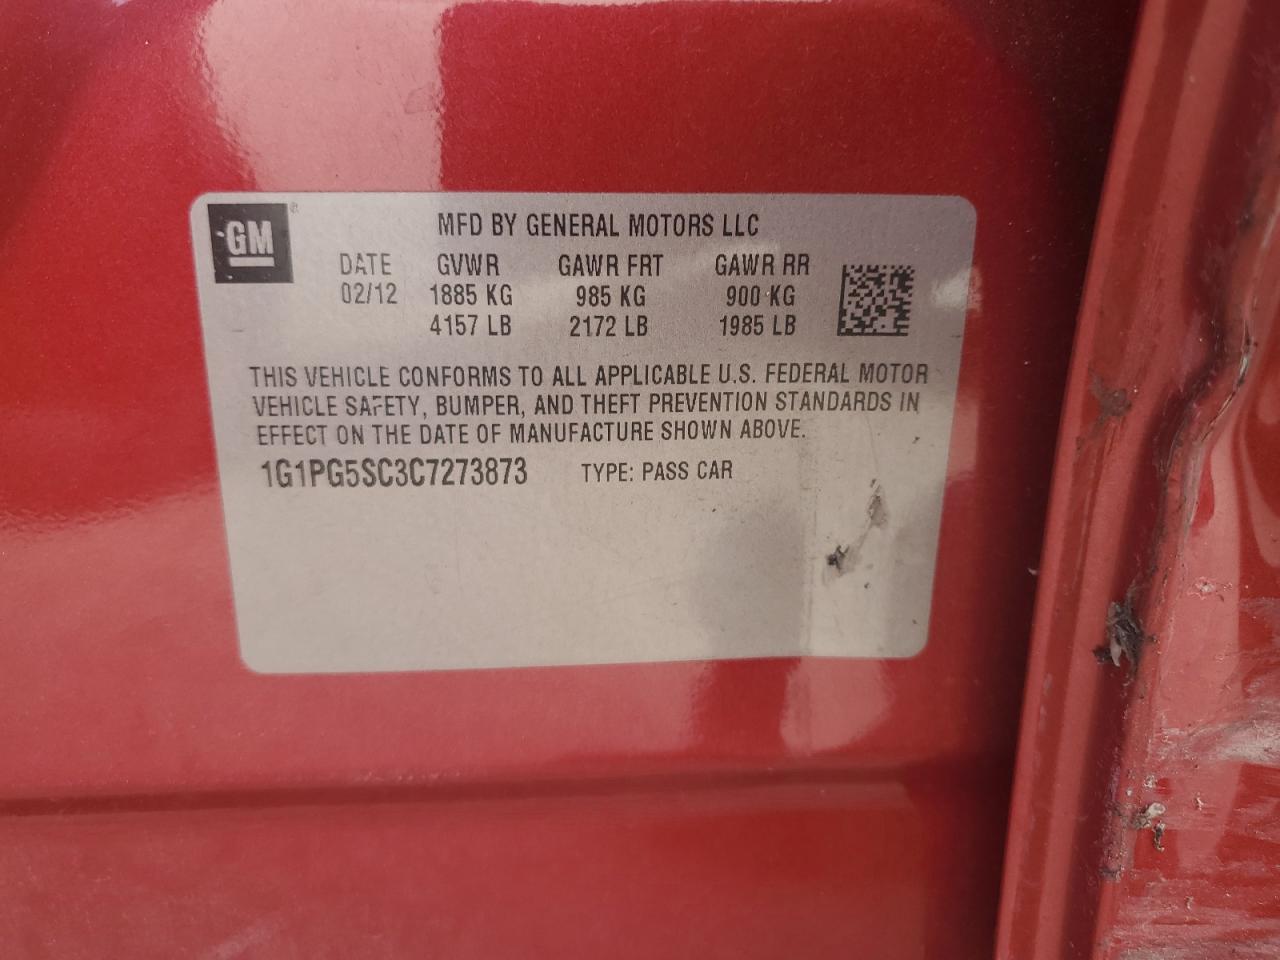 GM®
MFD BY GENERAL MOTORS LLC
DATE GVWR GAWR FRT GAWR RR
02/12 1885 KG 985 KG 900 KG
4157 LB 2172 LB 1985 LB
THIS VEHICLE CONFORMS TO ALL APPLICABLE U.S. FEDERAL MOTOR
VEHICLE SAFETY, BUMPER, AND THEFT PREVENTION STANDARDS IN
EFFECT ON THE DATE OF MANUFACTURE SHOWN ABOVE.
1G1PG5SC3C7273873 TYPE: PASS CAR